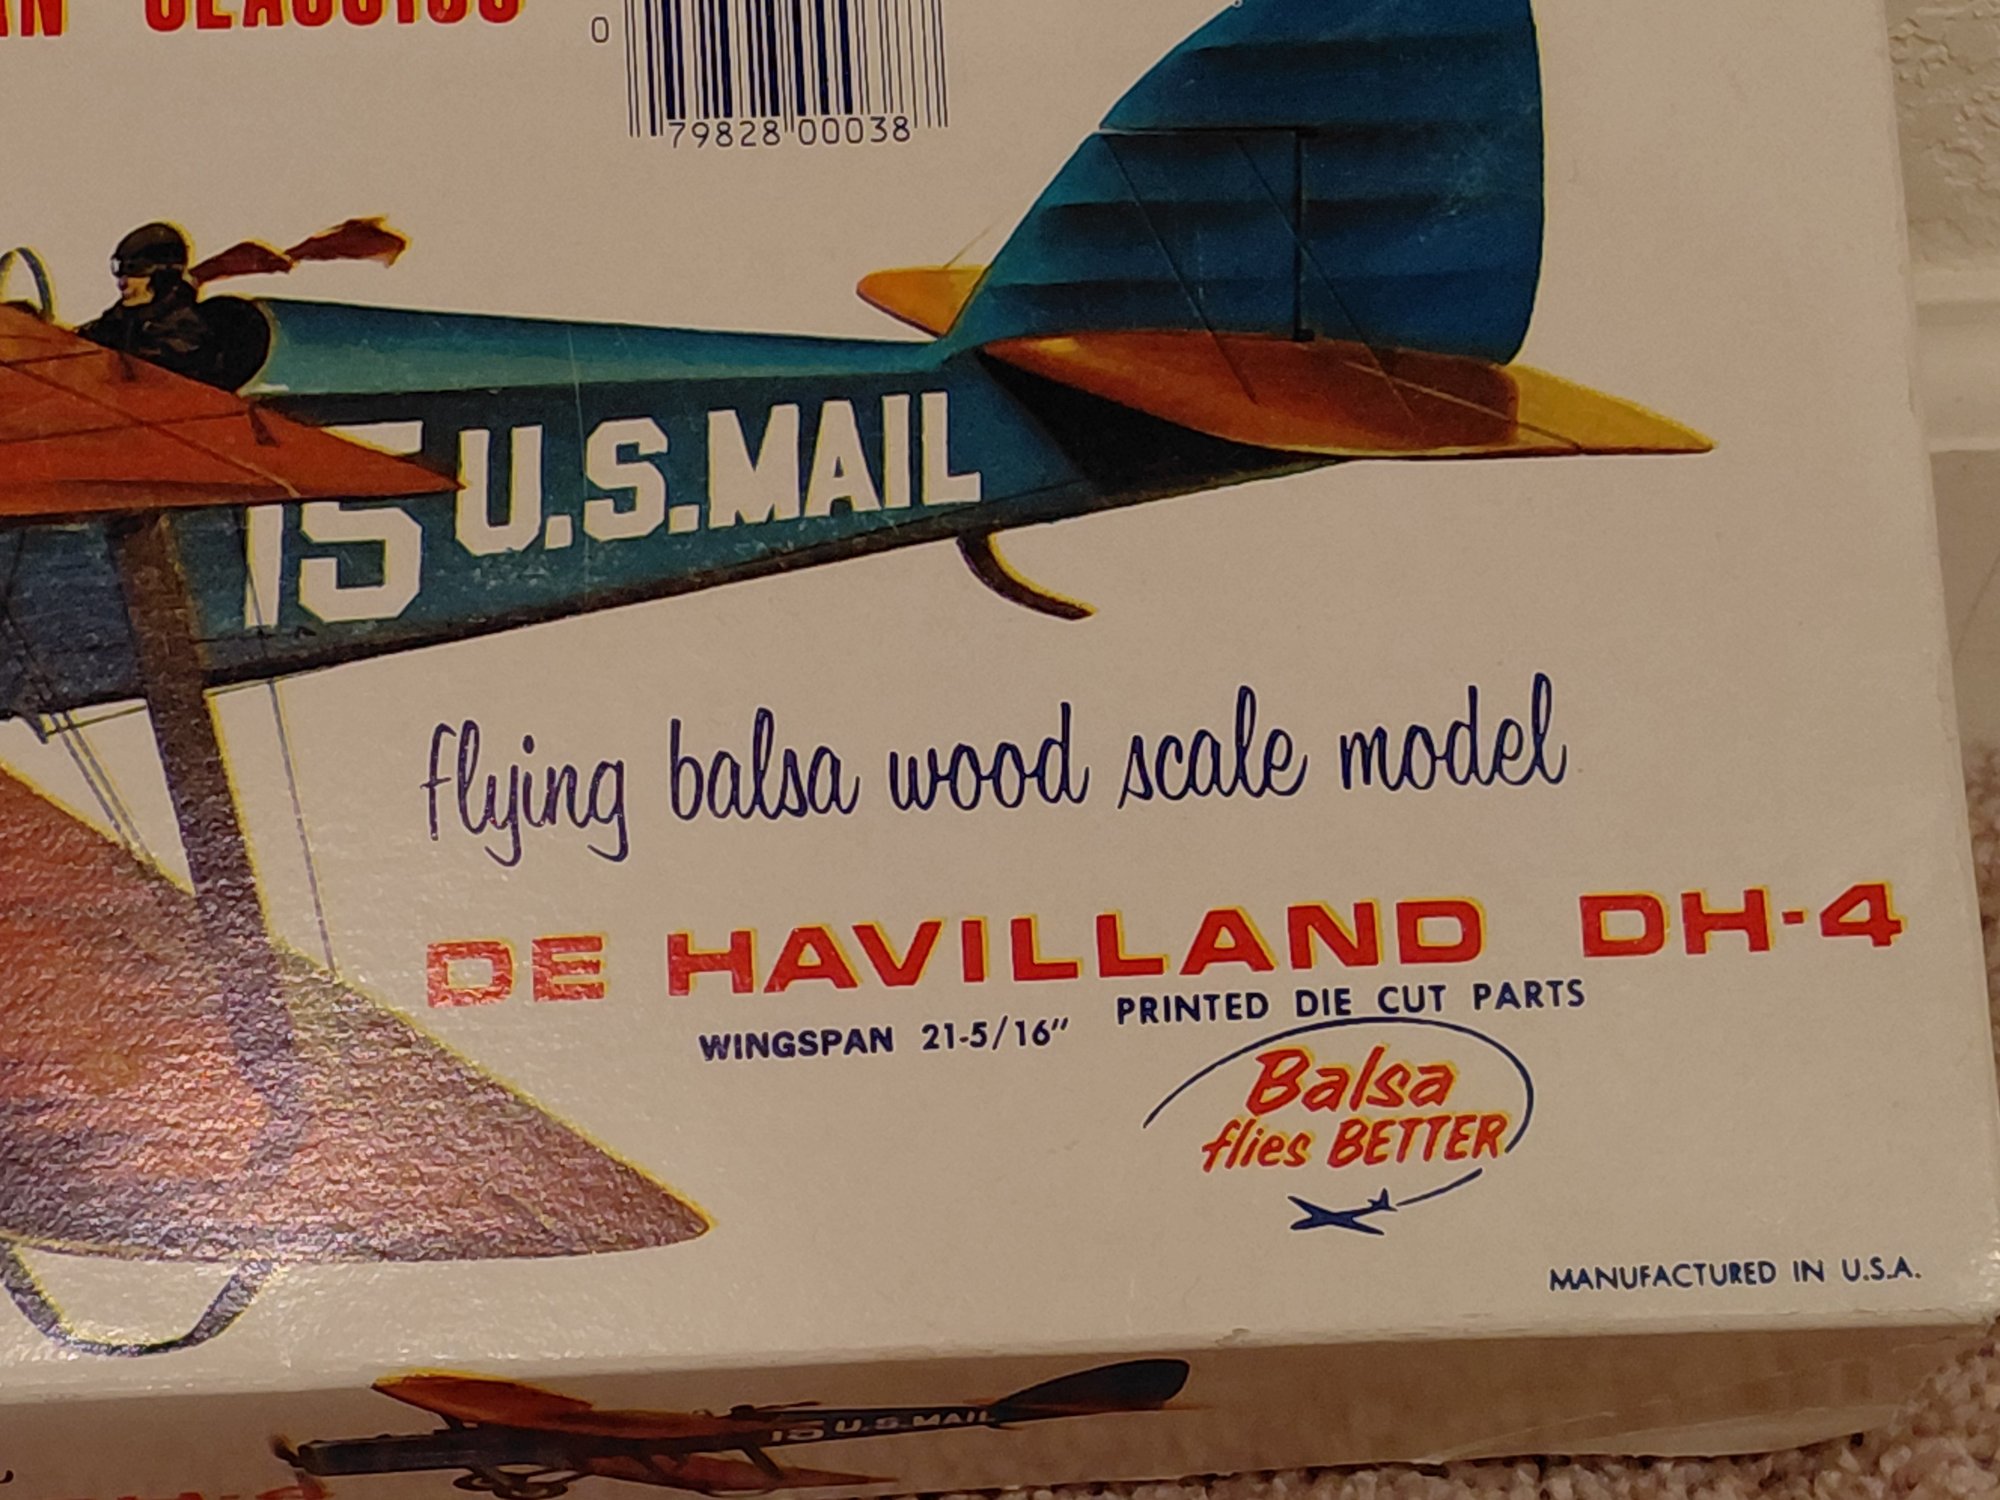 CLASSICS
0
79828 00038
15 U.S.MAIL
flying balsa wood scale model
DE HAVILLAND DH-4
WINGSPAN 21-5/16" PRINTED DIE CUT PARTS
Balsa
flies BETTER
MANUFACTURED IN U.S.A.
15 U.S.MAIL